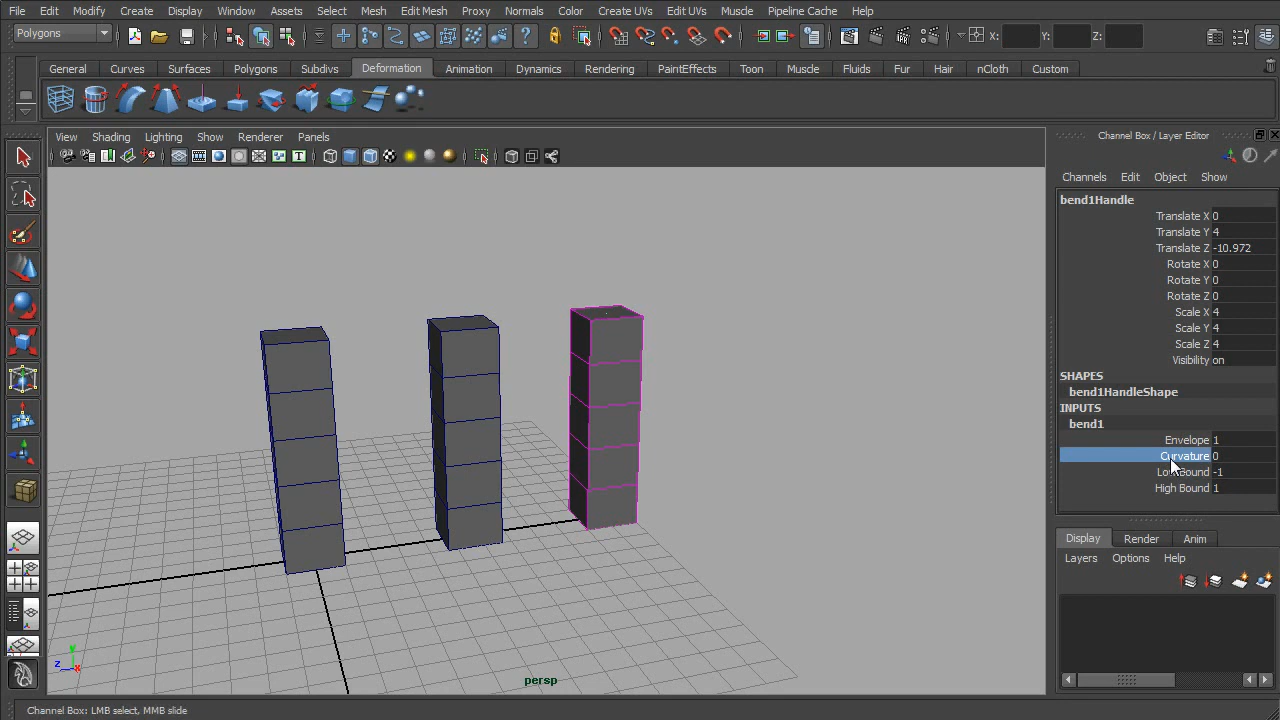 File Edit Modify Create Display Window Assets Select Mesh Edit Mesh Proxy Normals Color Create UVs Edit UVs Muscle Pipeline Cache Help
Polygons X: Y: Z:
General Curves Surfaces Polygons Subdivs Deformation Animation Dynamics Rendering PaintEffects Toon Muscle Fluids Fur Hair nCloth Custom
View Shading Lighting Show Renderer Panels
Channel Box / Layer Editor
Channels Edit Object Show
bend1Handle
Translate X 0
Translate Y 4
Translate Z -10.972
Rotate X 0
Rotate Y 0
Rotate Z 0
Scale X 4
Scale Y 4
Scale Z 4
Visibility on
SHAPES
bend1HandleShape
INPUTS
bend1
Envelope 1
Curvature 0
Low Bound -1
High Bound 1
Display Render Anim
Layers Options Help
y
z x
persp
Channel Box: LMB select, MMB slide